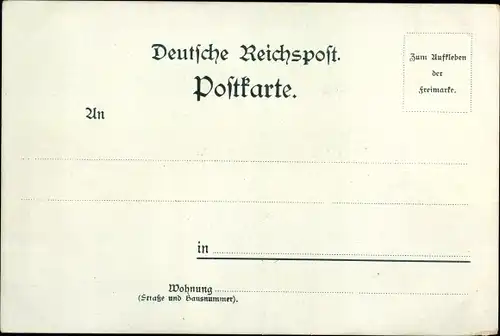 Deutsche Reichspost.
Postkarte.
Zum Aufkleben
der
Freimarke.
An
in
Wohnung
(Straße und Hausnummer).